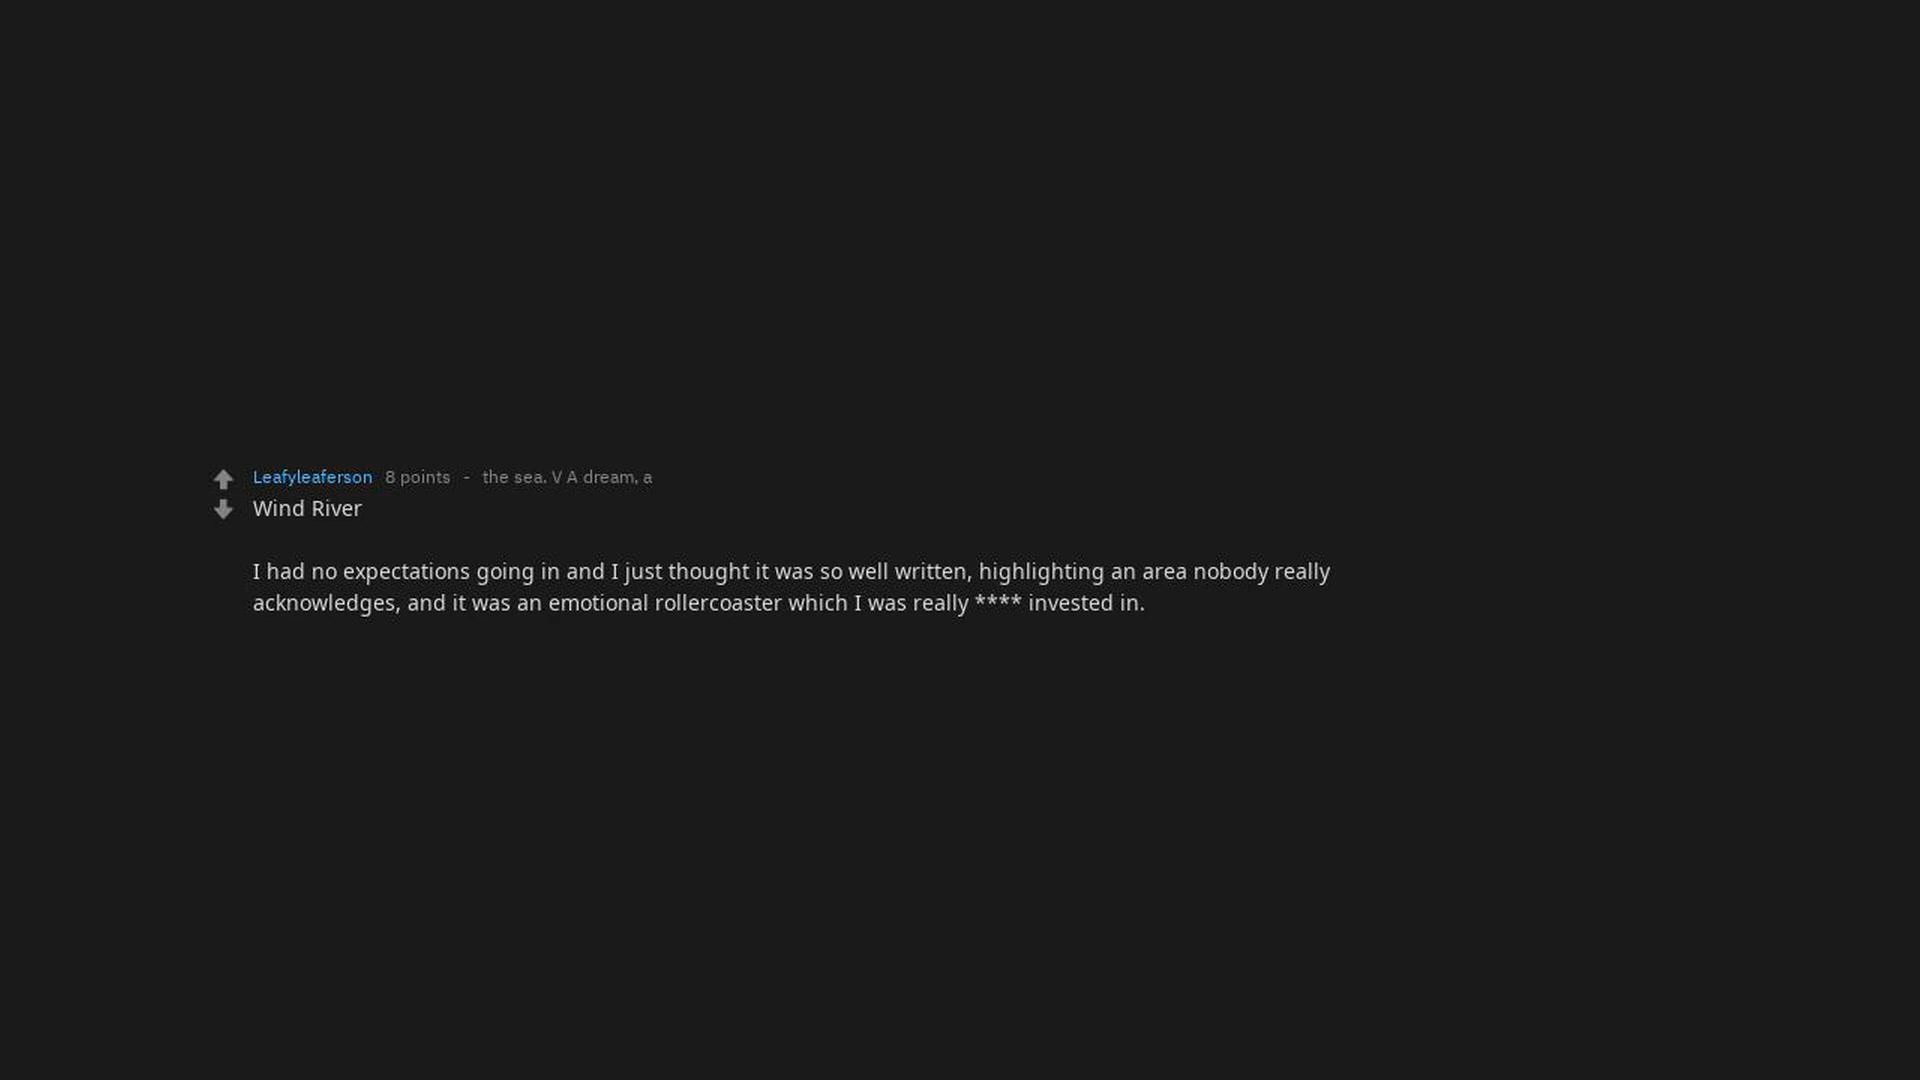 Leafyleaferson 8 points - the sea. V A dream, a
Wind River
I had no expectations going in and I just thought it was so well written, highlighting an area nobody really
acknowledges, and it was an emotional rollercoaster which I was really **** invested in.